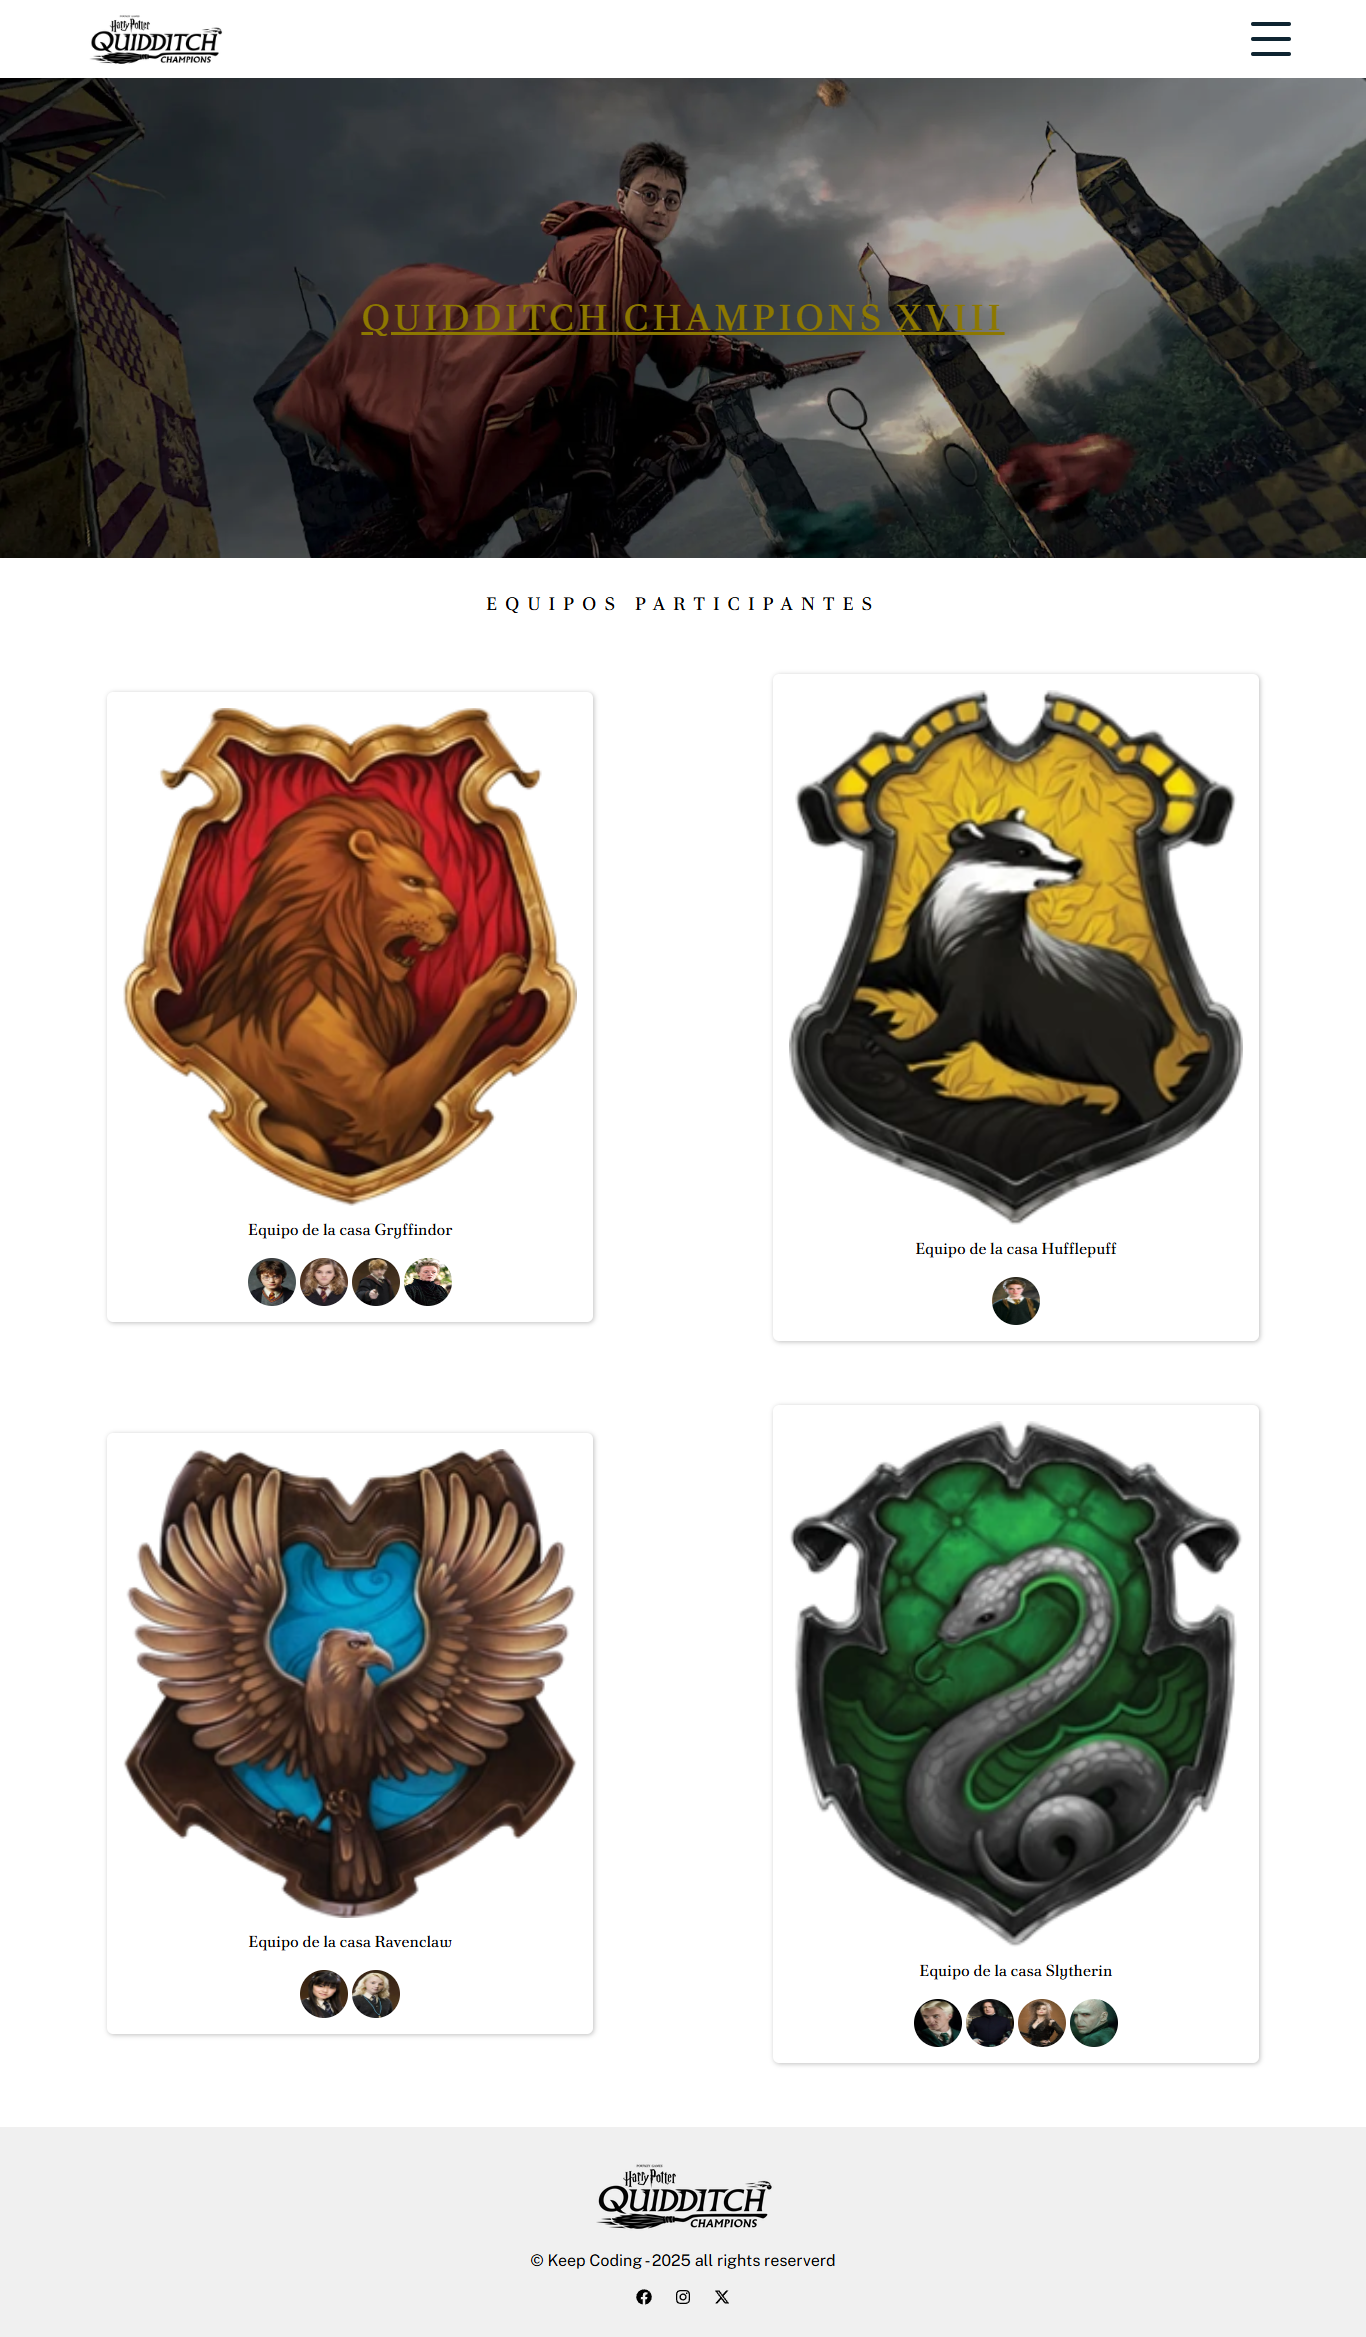 Harry Potter
QUIDDITCH
CHAMPIONS
QUIDDITCH CHAMPIONS XVIII
EQUIPOS PARTICIPANTES
Equipo de la casa Gryffindor
Equipo de la casa Hufflepuff
Equipo de la casa Ravenclaw
Equipo de la casa Slytherin
Harry Potter
QUIDDITCH
CHAMPIONS
© Keep Coding - 2025 all rights reserverd